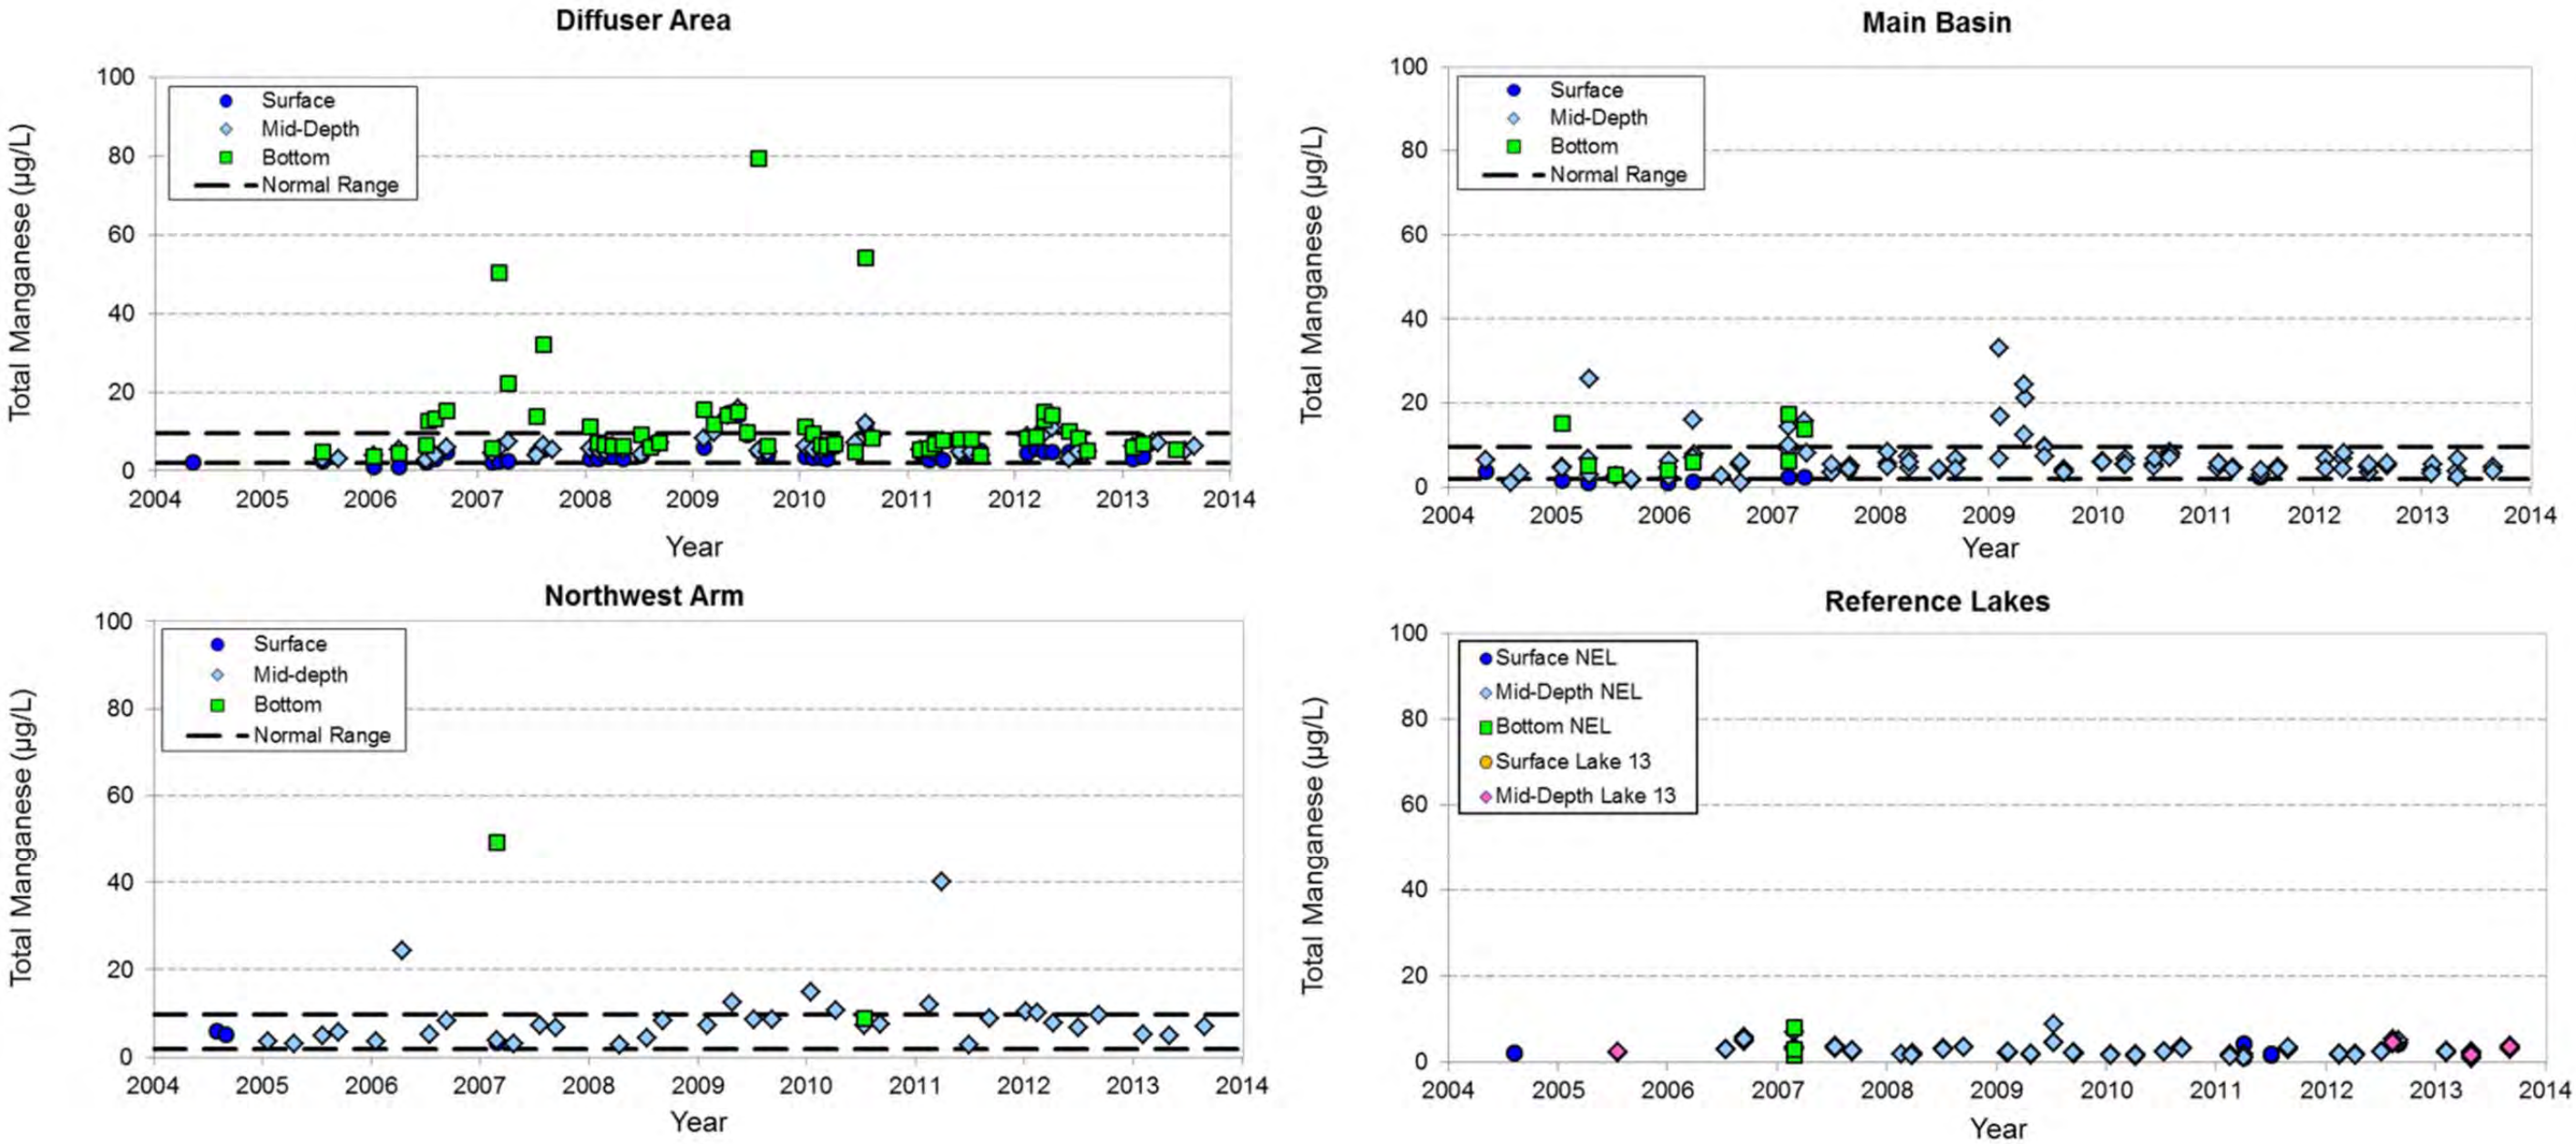 Diffuser Area
Total Manganese (µg/L)
100
80
60
40
20
0
Surface
Mid-Depth
Bottom
Normal Range
2004 2005 2006 2007 2008 2009 2010 2011 2012 2013 2014
Year
Main Basin
Total Manganese (µg/L)
100
80
60
40
20
0
Surface
Mid-Depth
Bottom
Normal Range
2004 2005 2006 2007 2008 2009 2010 2011 2012 2013 2014
Year
Northwest Arm
Total Manganese (µg/L)
100
80
60
40
20
0
Surface
Mid-depth
Bottom
Normal Range
2004 2005 2006 2007 2008 2009 2010 2011 2012 2013 2014
Year
Reference Lakes
Total Manganese (µg/L)
100
80
60
40
20
0
Surface NEL
Mid-Depth NEL
Bottom NEL
Surface Lake 13
Mid-Depth Lake 13
2004 2005 2006 2007 2008 2009 2010 2011 2012 2013 2014
Year